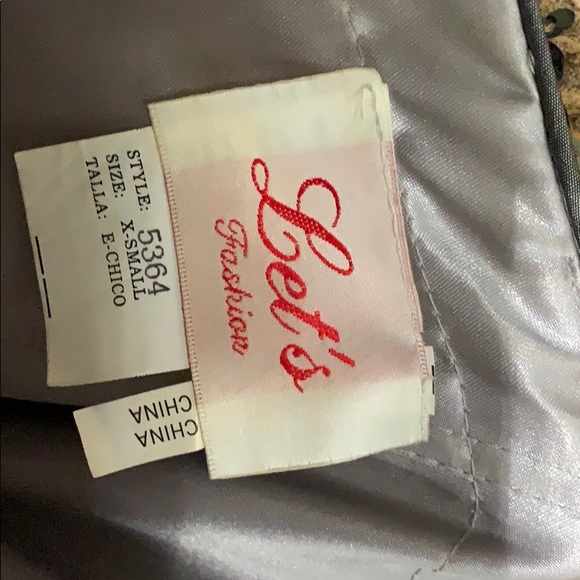 Let's
Fashion
STYLE: 5364
SIZE: X-SMALL
TALLA: E-CHICO
CHINA
CHINA